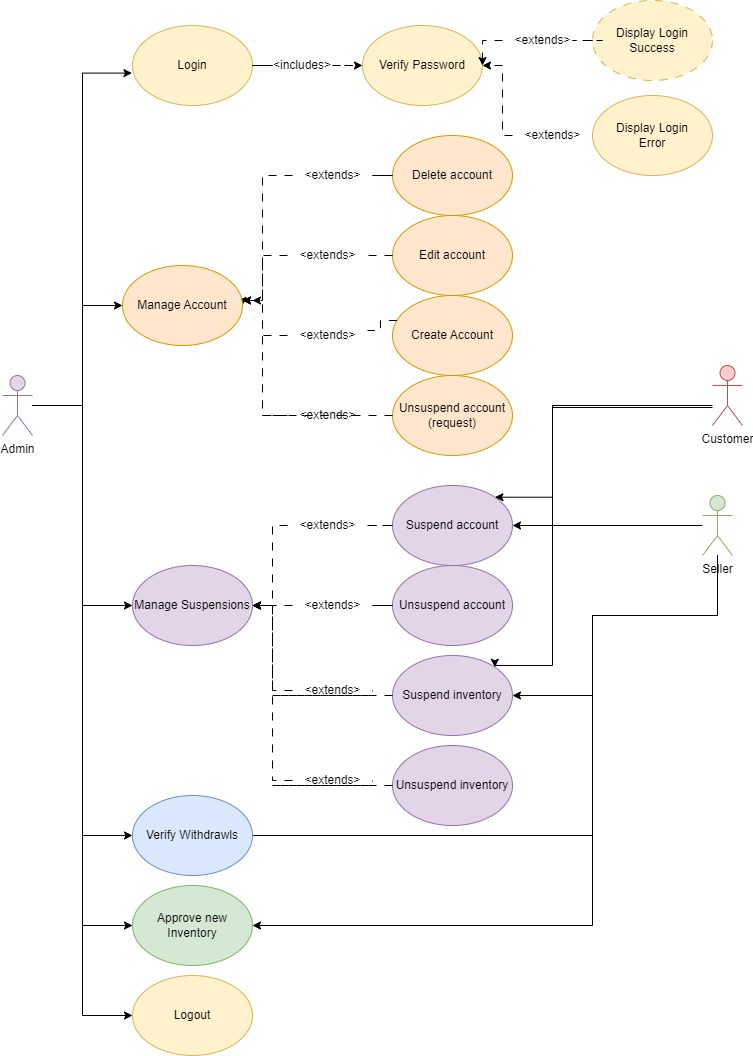 Display Login
Success
<extends>
Login
<includes>
Verify Password
Display Login
Error
<extends>
<extends>
Delete account
<extends>
Edit account
Manage Account
<extends>
Create Account
<extends>
Unsuspend account
(request)
Admin
Customer
<extends>
Suspend account
Seller
Manage Suspensions
<extends>
Unsuspend account
<extends>
Suspend inventory
<extends>
Unsuspend inventory
Verify Withdrawls
Approve new
Inventory
Logout